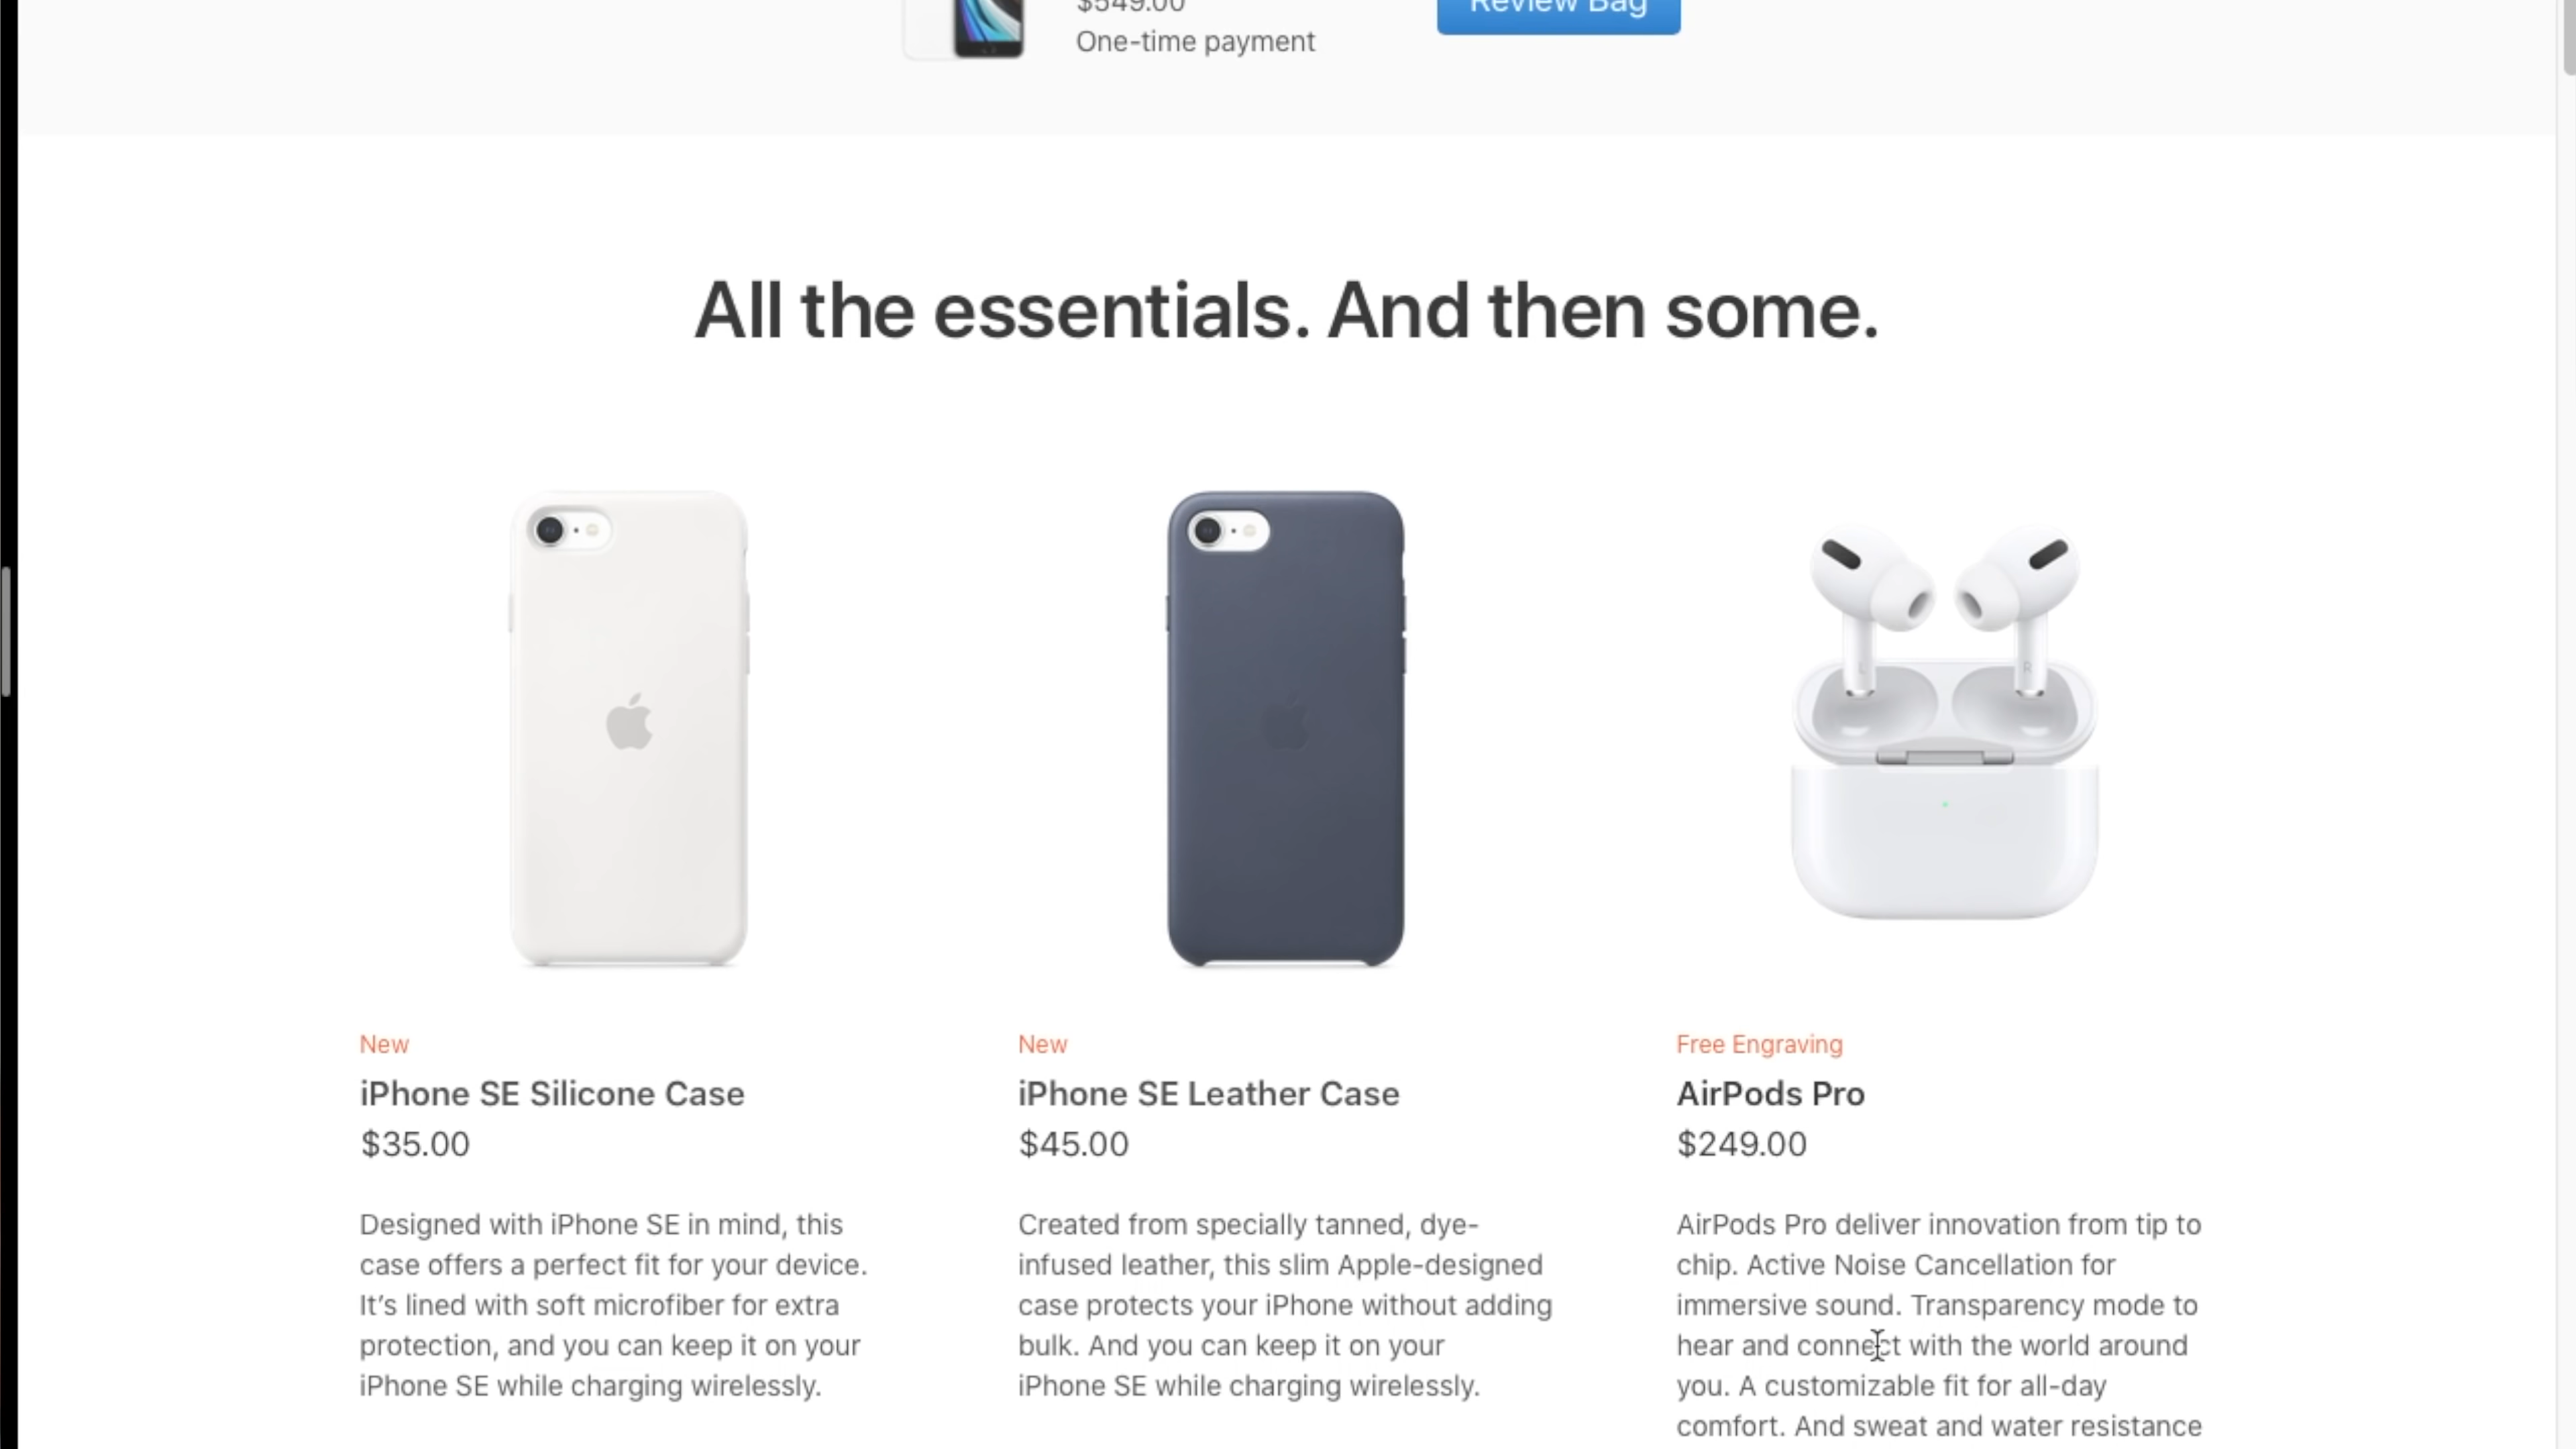 $549.00
One-time payment
Review Bag
All the essentials. And then some.
New
iPhone SE Silicone Case
$35.00
Designed with iPhone SE in mind, this
case offers a perfect fit for your device.
It’s lined with soft microfiber for extra
protection, and you can keep it on your
iPhone SE while charging wirelessly.
New
iPhone SE Leather Case
$45.00
Created from specially tanned, dye-
infused leather, this slim Apple-designed
case protects your iPhone without adding
bulk. And you can keep it on your
iPhone SE while charging wirelessly.
Free Engraving
AirPods Pro
$249.00
AirPods Pro deliver innovation from tip to
chip. Active Noise Cancellation for
immersive sound. Transparency mode to
hear and connect with the world around
you. A customizable fit for all-day
comfort. And sweat and water resistance